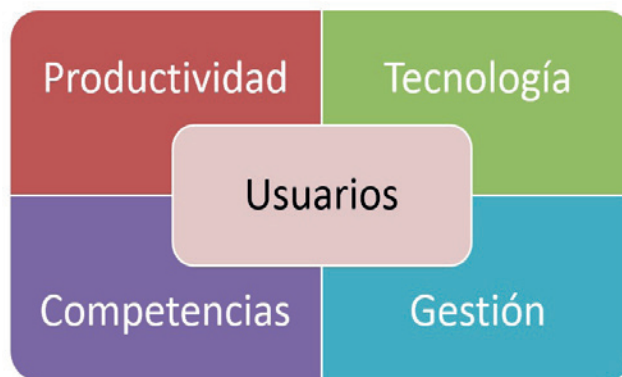 Productividad
Tecnología
Usuarios
Competencias
Gestión